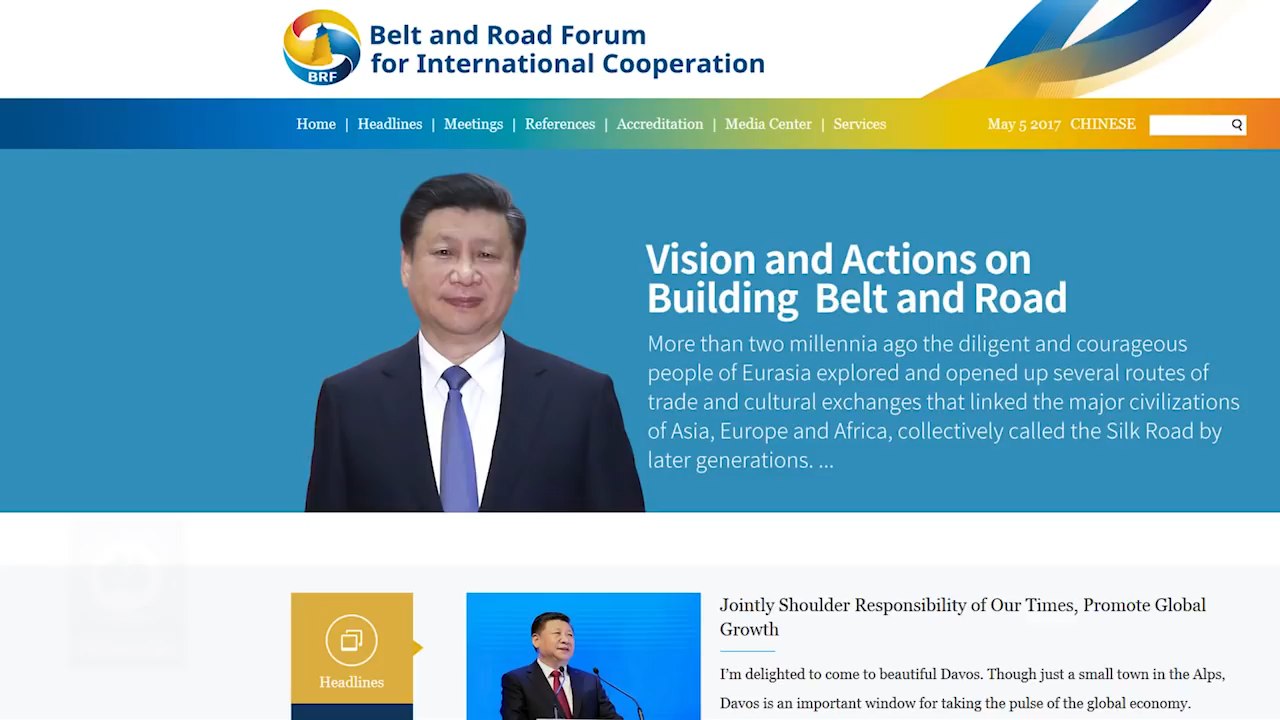 Belt and Road Forum
for International Cooperation
BRF
Home | Headlines | Meetings | References | Accreditation | Media Center | Services
May 5 2017 CHINESE
Vision and Actions on
Building Belt and Road
More than two millennia ago the diligent and courageous
people of Eurasia explored and opened up several routes of
trade and cultural exchanges that linked the major civilizations
of Asia, Europe and Africa, collectively called the Silk Road by
later generations. ...
Headlines
Jointly Shoulder Responsibility of Our Times, Promote Global
Growth
I'm delighted to come to beautiful Davos. Though just a small town in the Alps,
Davos is an important window for taking the pulse of the global economy.